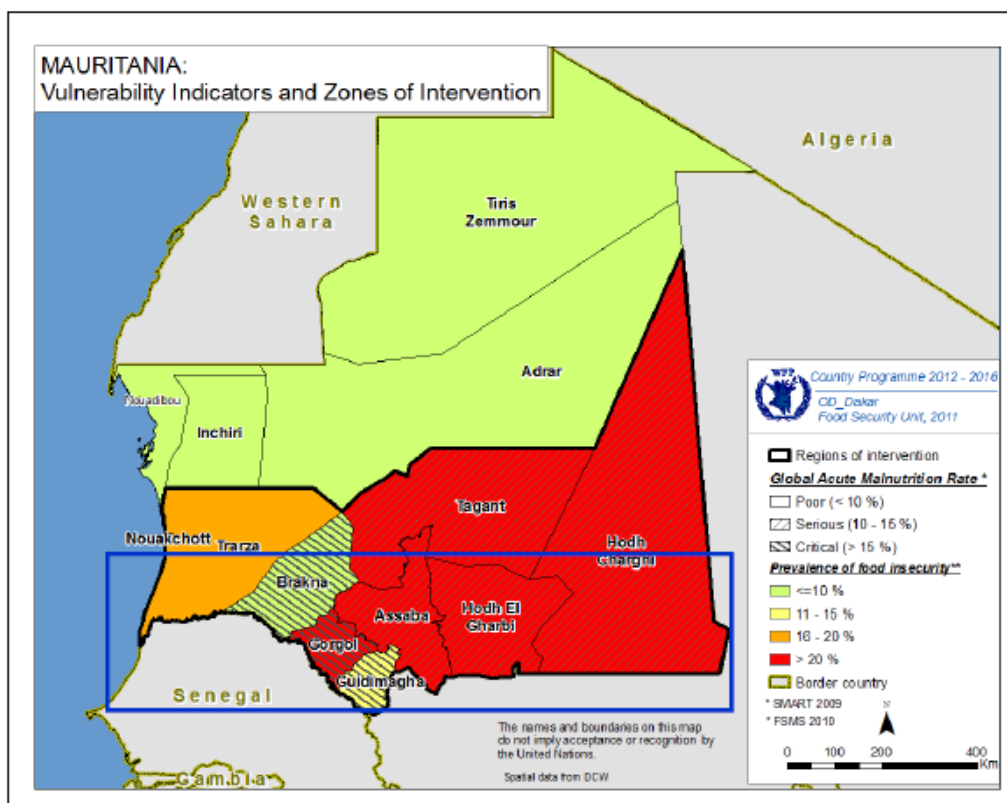 MAURITANIA:
Vulnerability Indicators and Zones of Intervention
Algeria
Western
Sahara
Tiris
Zemmour
Adrar
Nouadibou
Inchiri
Tagant
Nouakchott
Trarza
Hodh
Charghi
Brakna
Assaba
Hodh El
Gharbi
Gorgol
Guidimagha
Senegal
Gambia
The names and boundaries on this map
do not imply acceptance or recognition by
the United Nations.
Spatial data from DCW
WFP
Country Programme 2012 - 2016
OD_Dakar
Food Security Unit, 2011
Regions of intervention
Global Acute Malnutrition Rate *
Poor (< 10 %)
Serious (10 - 15 %)
Critical (> 15 %)
Prevalence of food insecurity**
<=10 %
11 - 15 %
16 - 20 %
> 20 %
Border country
* SMART 2009
* FSMS 2010
N
0 100 200 400
Km